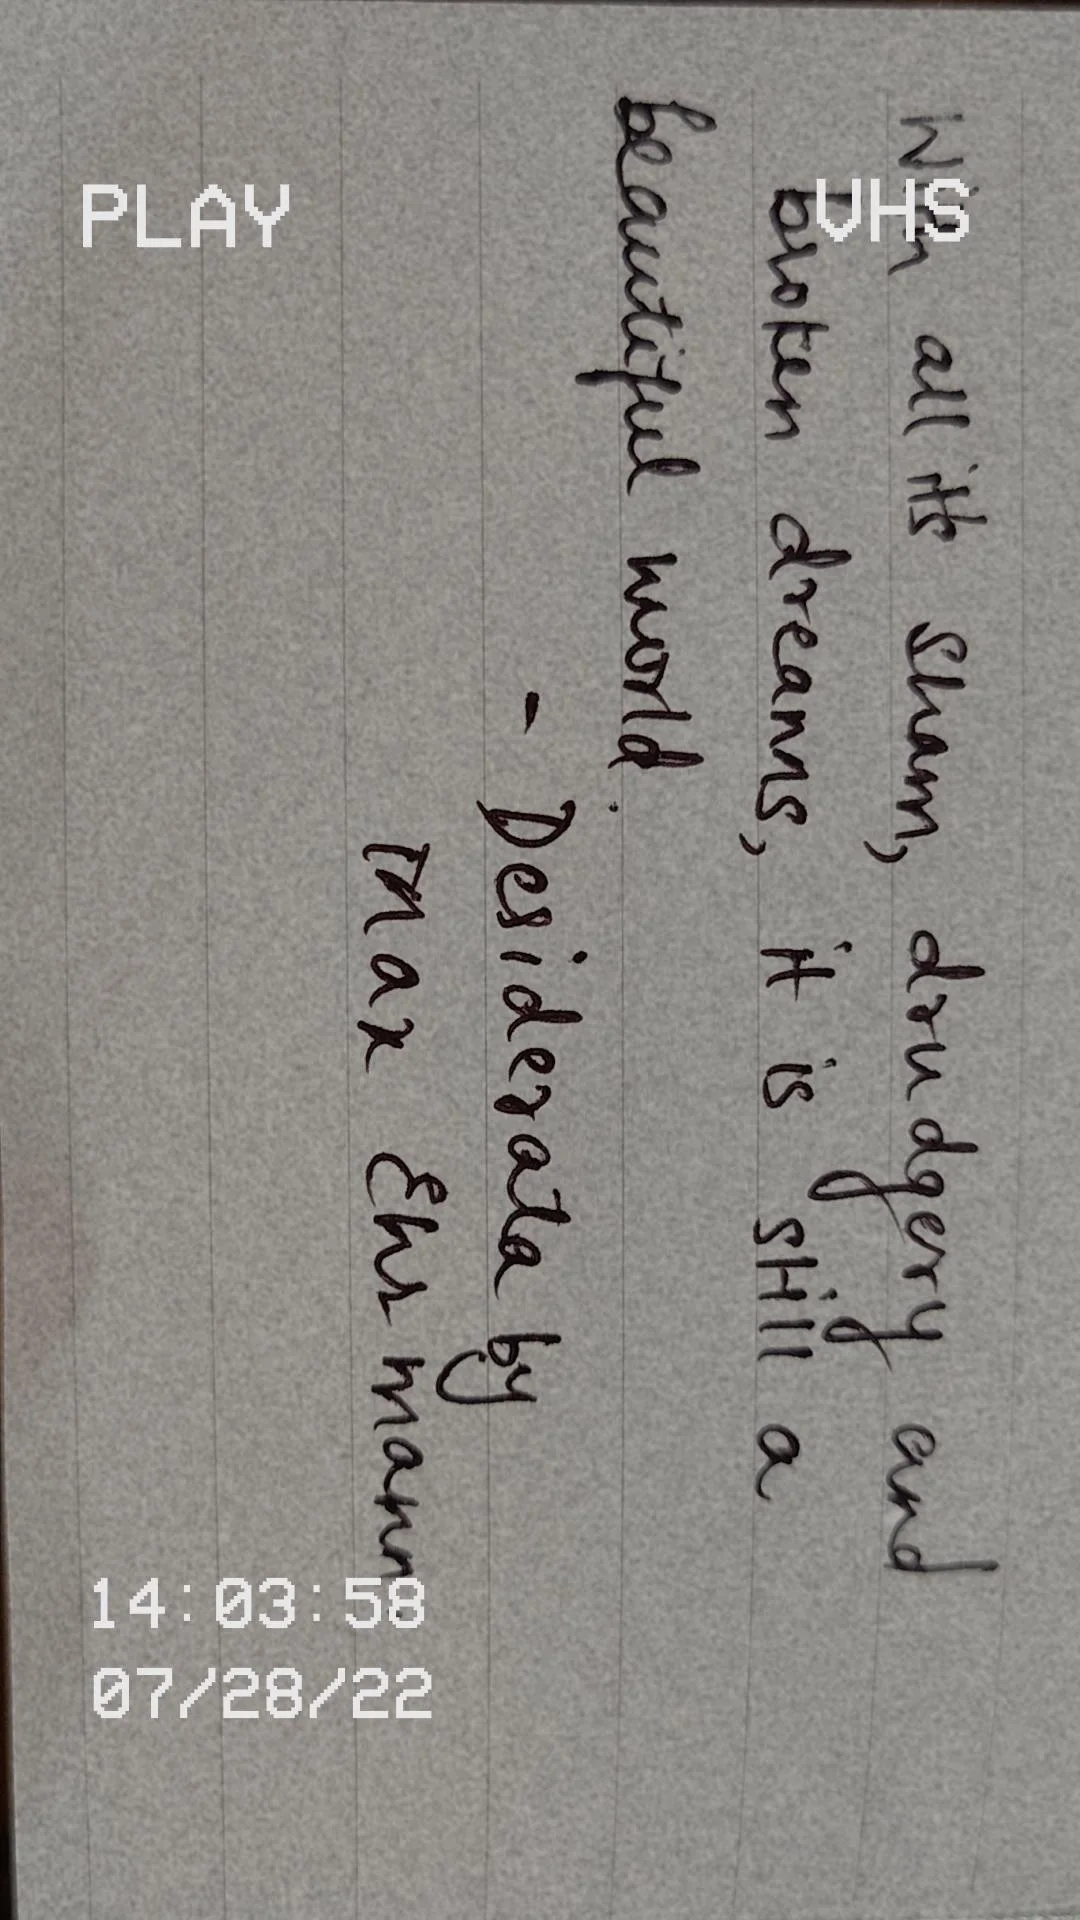 PLAY
VHS
With all its sham, drudgery and
broken dreams, it is still a
beautiful world.
- Desiderata by
Max Ehrmann
14:03:58
07/28/22